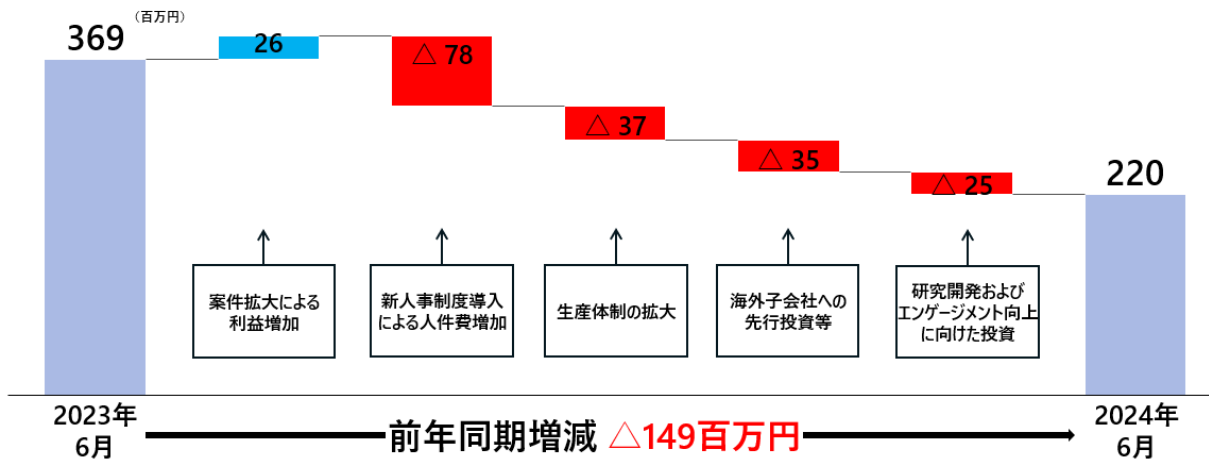 (百万円)
369
26
△ 78
△ 37
△ 35
△ 25
220
案件拡大による
利益増加
新人事制度導入
による人件費増加
生産体制の拡大
海外子会社への
先行投資等
研究開発および
エンゲージメント向上
に向けた投資
2023年
6月
前年同期増減 △149百万円
2024年
6月